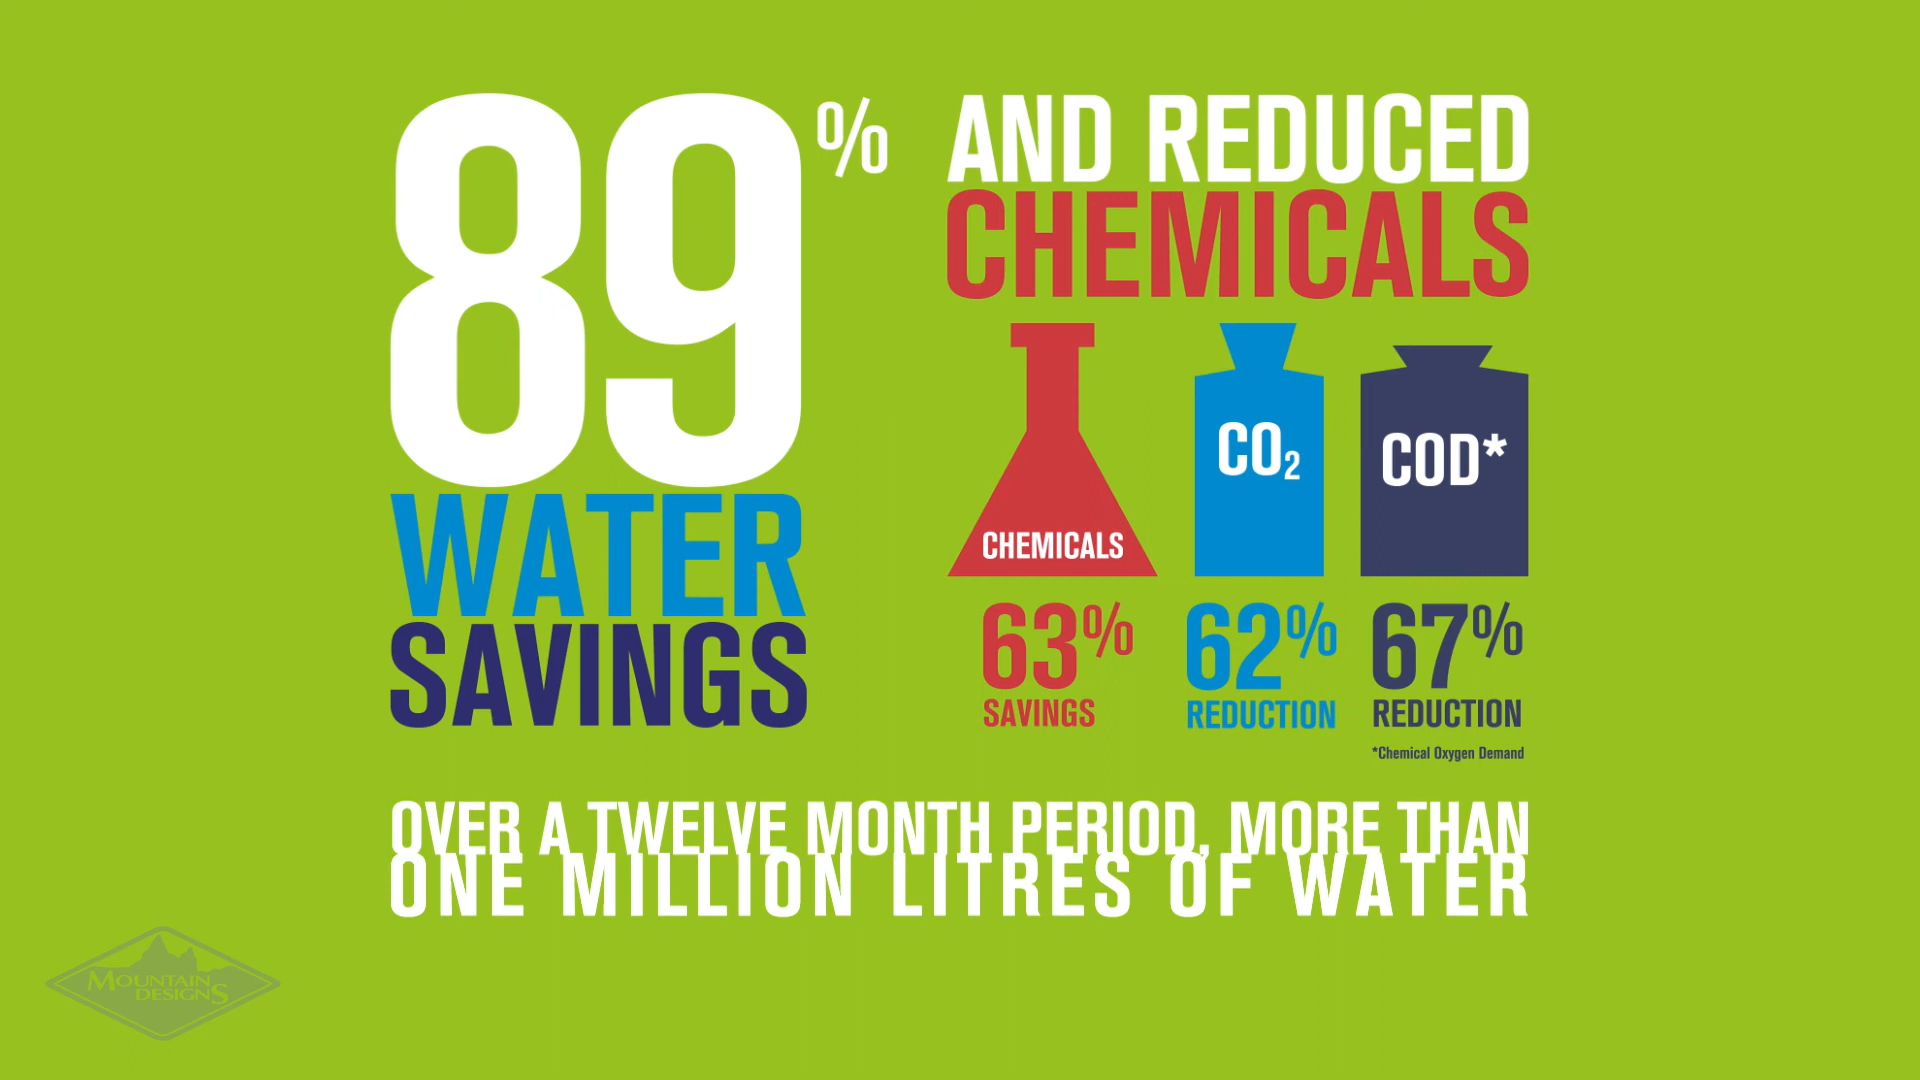 89%
WATER
SAVINGS
AND REDUCED
CHEMICALS
CHEMICALS
CO₂
COD*
63%
SAVINGS
62%
REDUCTION
67%
REDUCTION
*Chemical Oxygen Demand
OVER A TWELVE MONTH PERIOD, MORE THAN
ONE MILLION LITRES OF WATER
MOUNTAIN
DESIGNS